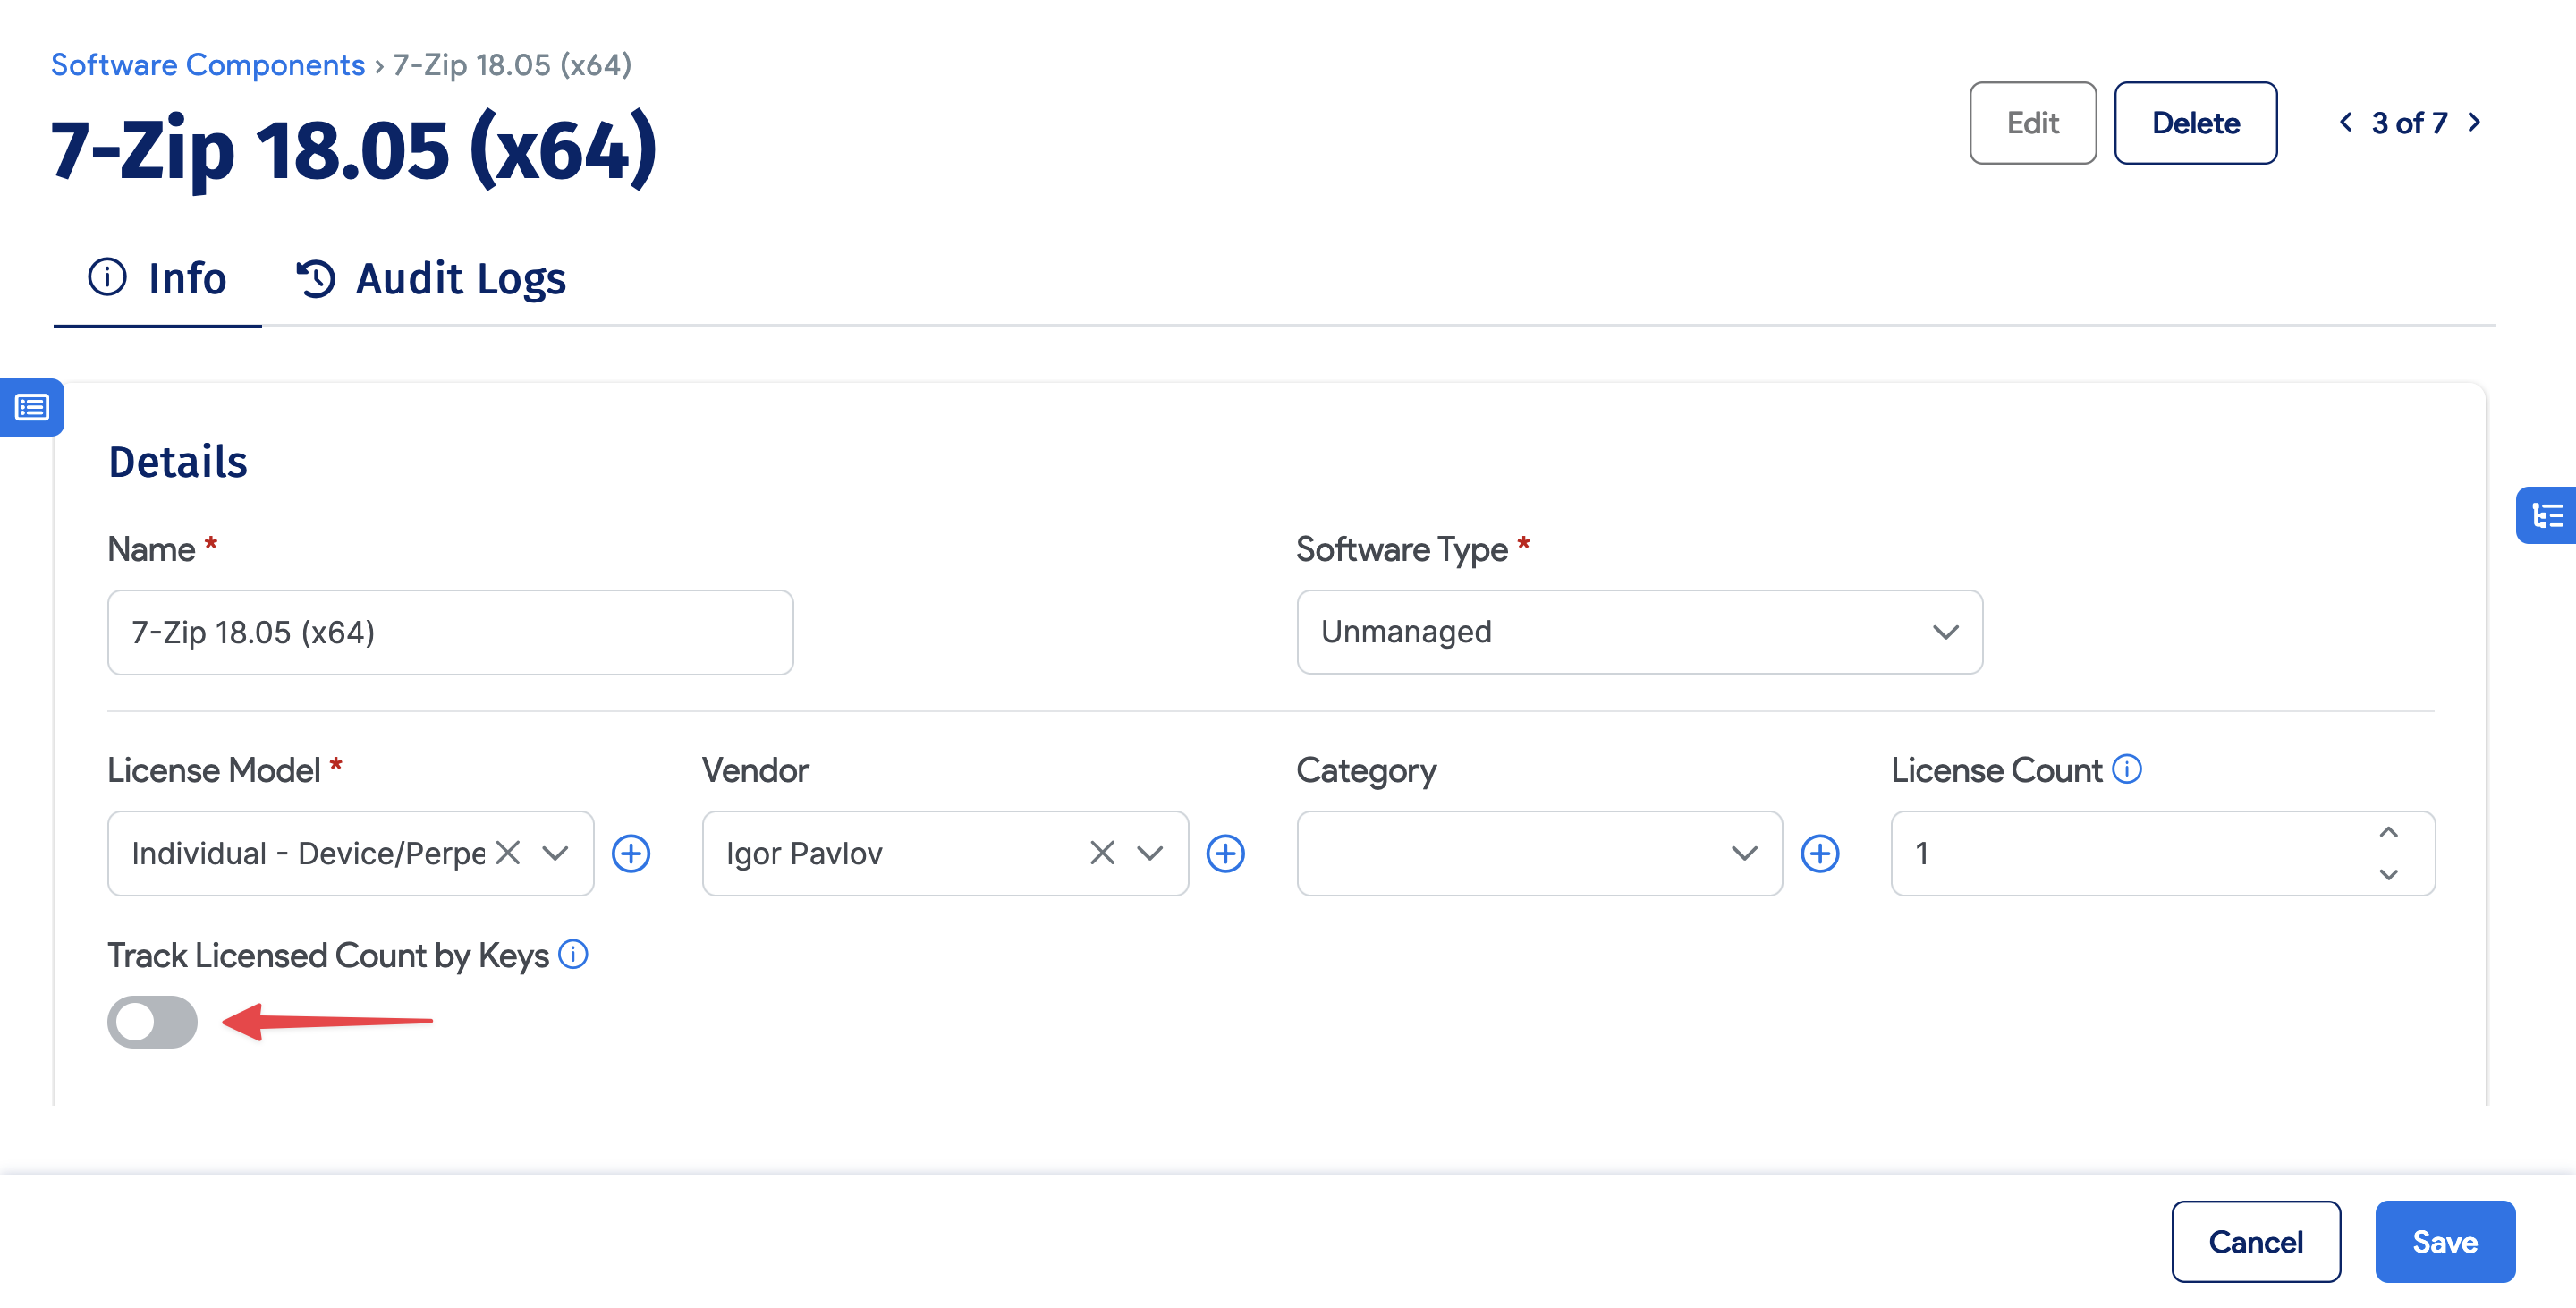 Software Components › 7-Zip 18.05 (x64)
7-Zip 18.05 (x64)
Edit
Delete
3 of 7
Info
Audit Logs
Details
Name *
Software Type *
7-Zip 18.05 (x64)
Unmanaged
License Model *
Vendor
Category
License Count
Individual - Device/Perpe
Igor Pavlov
1
Track Licensed Count by Keys
Cancel
Save